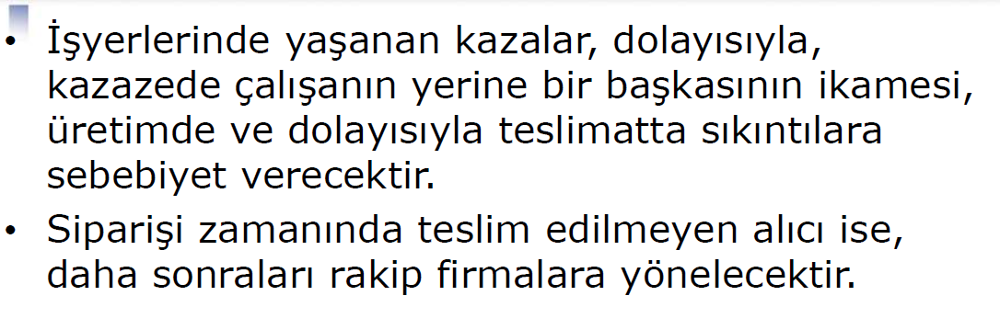 • İşyerlerinde yaşanan kazalar, dolayısıyla,
kazazede çalışanın yerine bir başkasının ikamesi,
üretimde ve dolayısıyla teslimatta sıkıntılara
sebebiyet verecektir.
• Siparişi zamanında teslim edilmeyen alıcı ise,
daha sonraları rakip firmalara yönelecektir.